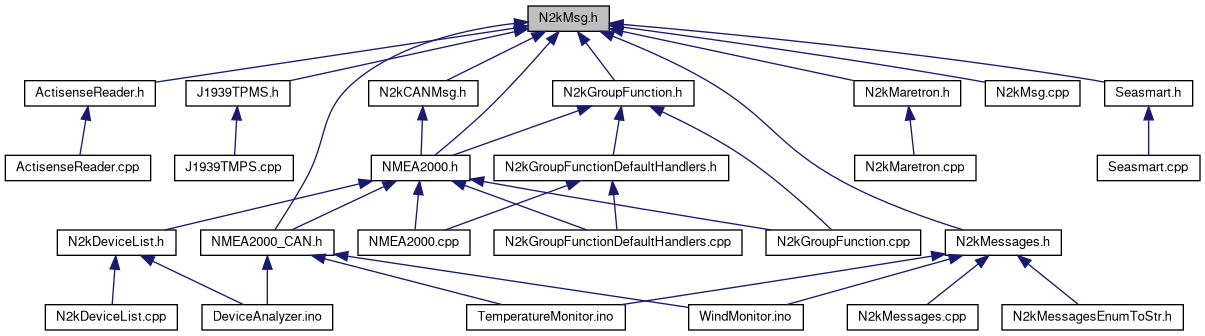 N2kMsg.h
ActisenseReader.h
J1939TPMS.h
N2kCANMsg.h
N2kGroupFunction.h
N2kMaretron.h
N2kMsg.cpp
Seasmart.h
ActisenseReader.cpp
J1939TMPS.cpp
NMEA2000.h
N2kGroupFunctionDefaultHandlers.h
N2kMaretron.cpp
Seasmart.cpp
N2kDeviceList.h
NMEA2000_CAN.h
NMEA2000.cpp
N2kGroupFunctionDefaultHandlers.cpp
N2kGroupFunction.cpp
N2kMessages.h
N2kDeviceList.cpp
DeviceAnalyzer.ino
TemperatureMonitor.ino
WindMonitor.ino
N2kMessages.cpp
N2kMessagesEnumToStr.h